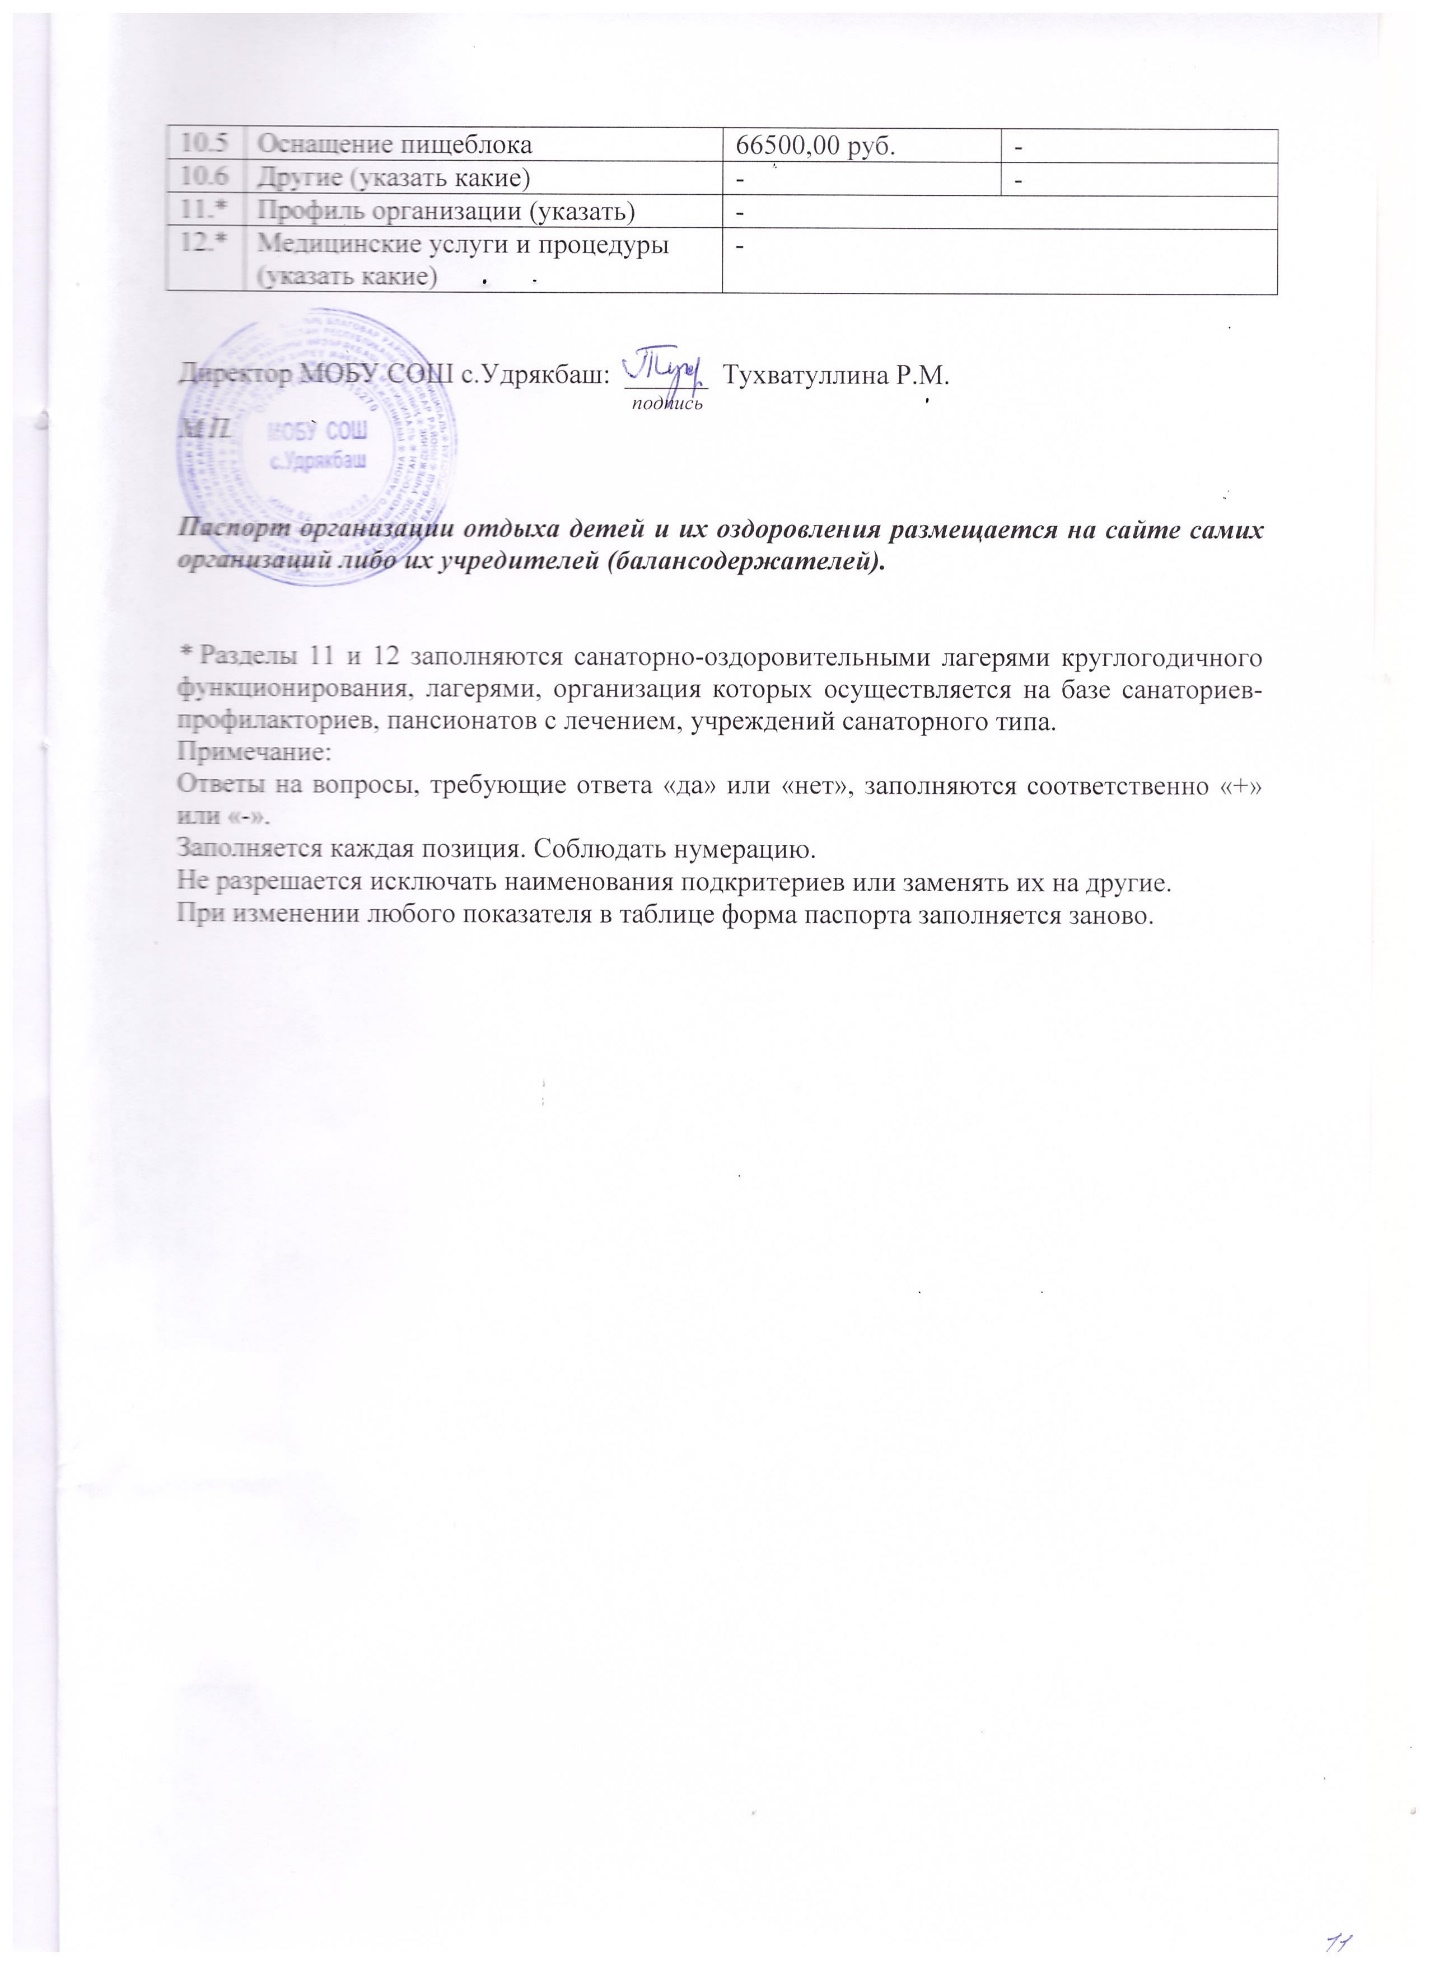 10.5 Оснащение пищеблока 66500,00 руб. -
10.6 Другие (указать какие) - -
11.* Профиль организации (указать) -
12.* Медицинские услуги и процедуры -
(указать какие)
Директор МОБУ СОШ с.Удрякбаш: Тухватуллина Р.М.
подпись
МП
МОБУ СОШ
с.Удрякбаш
Паспорт организации отдыха детей и их оздоровления размещается на сайте самих
организаций либо их учредителей (балансодержателей).
* Разделы 11 и 12 заполняются санаторно-оздоровительными лагерями круглогодичного
функционирования, лагерями, организация которых осуществляется на базе санаториев-
профилакториев, пансионатов с лечением, учреждений санаторного типа.
Примечание:
Ответы на вопросы, требующие ответа «да» или «нет», заполняются соответственно «+»
или «-».
Заполняется каждая позиция. Соблюдать нумерацию.
Не разрешается исключать наименования подкритериев или заменять их на другие.
При изменении любого показателя в таблице форма паспорта заполняется заново.
11